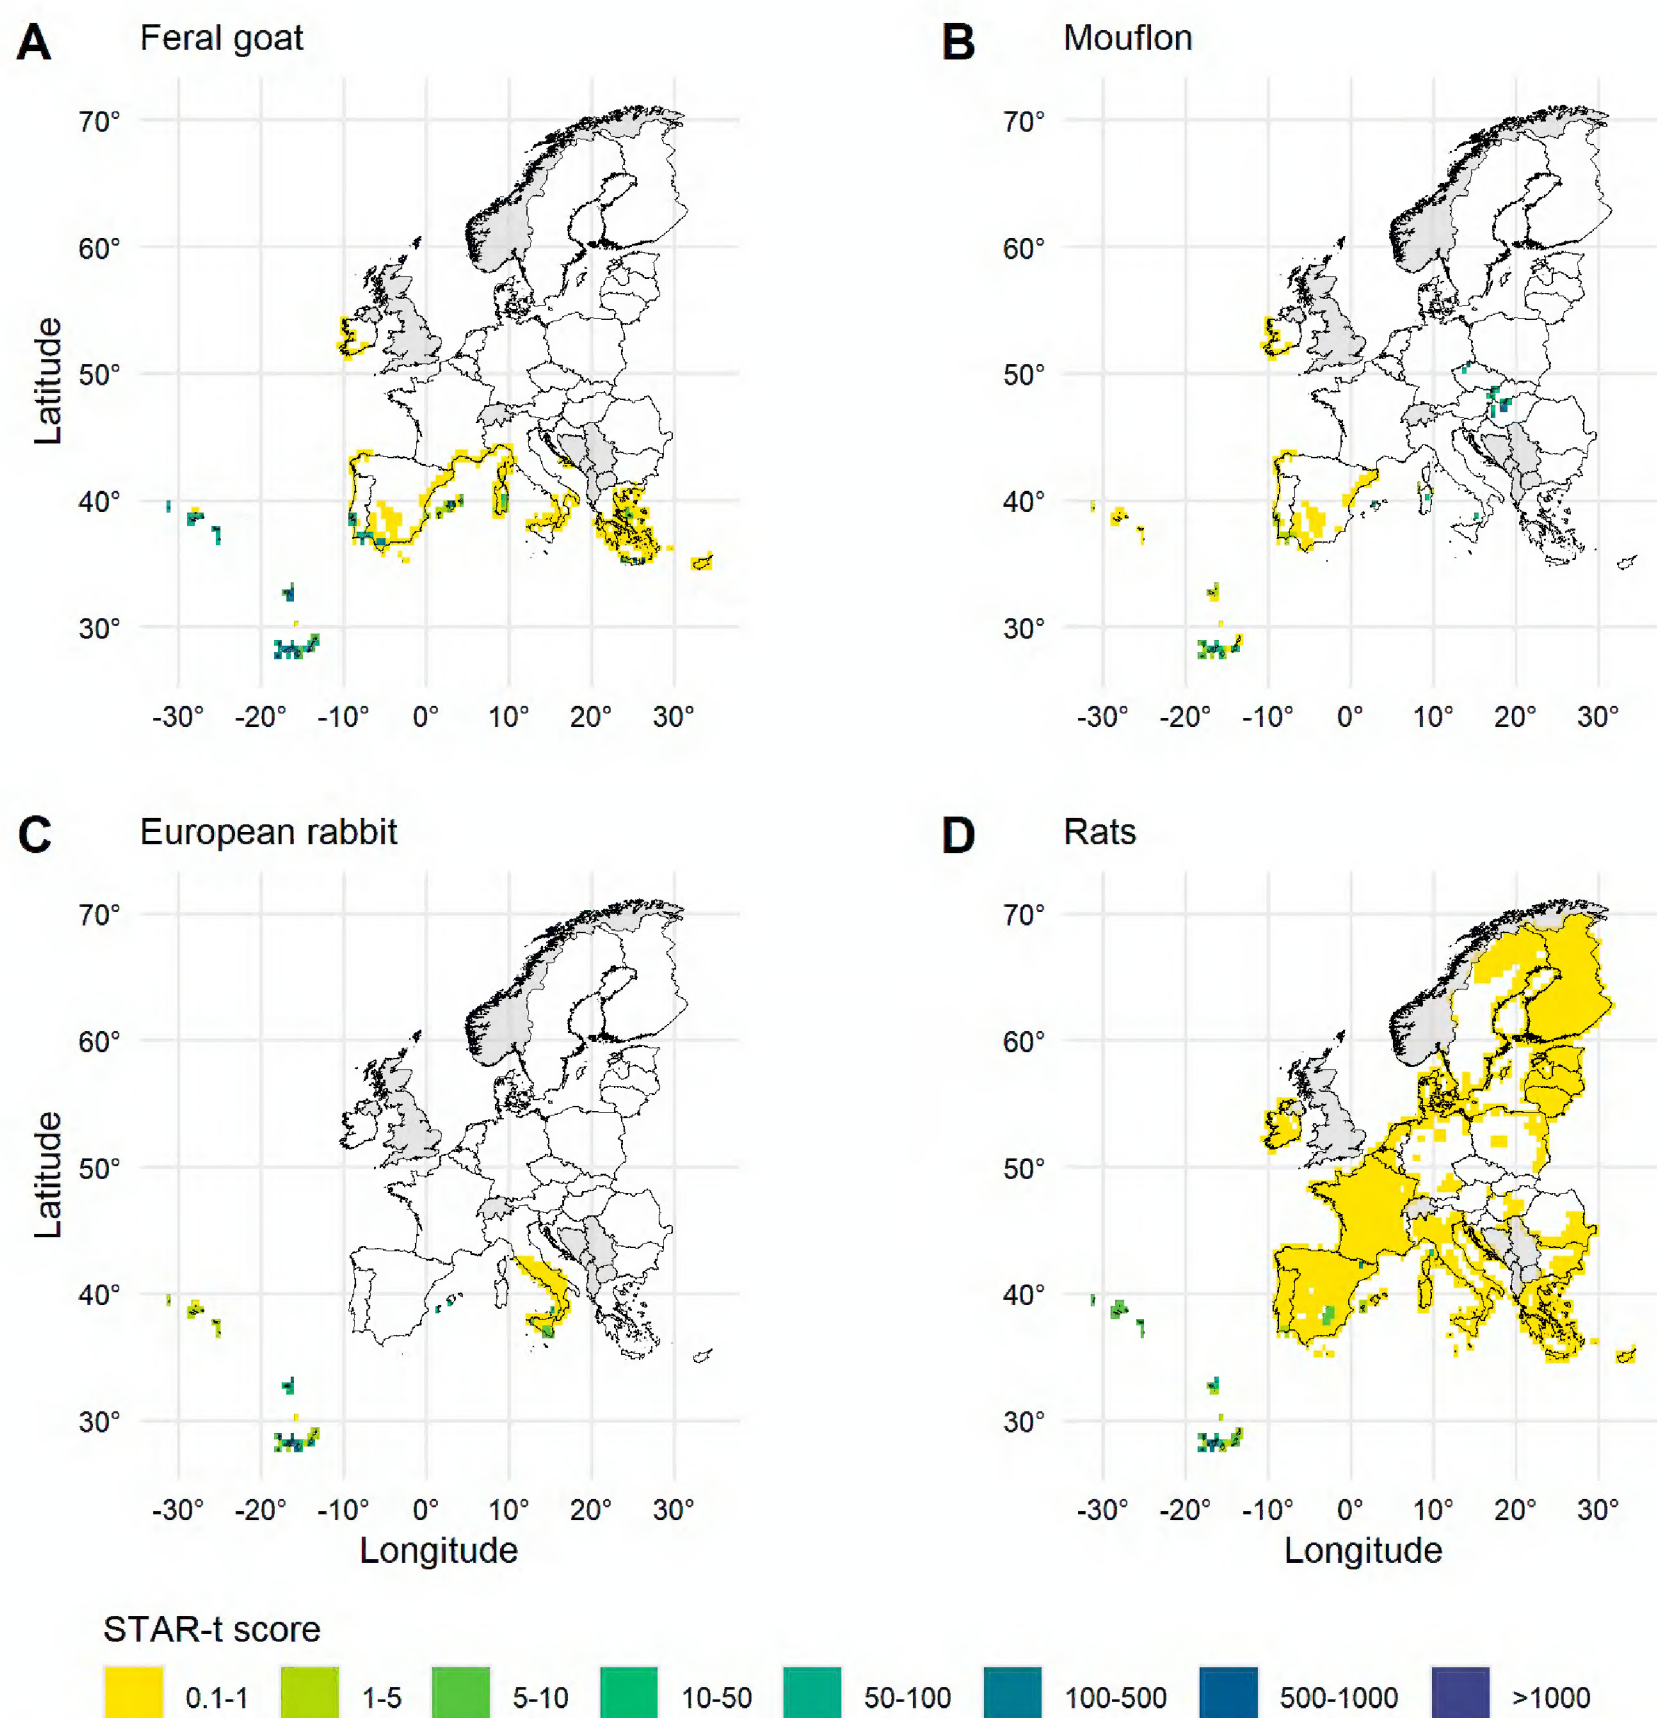 A Feral goat
B Mouflon
70° 60° 50° 40° 30°
Latitude
-30° -20° -10° 0° 10° 20° 30°
70° 60° 50° 40° 30°
-30° -20° -10° 0° 10° 20° 30°
C European rabbit
D Rats
70° 60° 50° 40° 30°
Latitude
-30° -20° -10° 0° 10° 20° 30°
Longitude
70° 60° 50° 40° 30°
-30° -20° -10° 0° 10° 20° 30°
Longitude
STAR-t score
0.1-1 1-5 5-10 10-50 50-100 100-500 500-1000 >1000